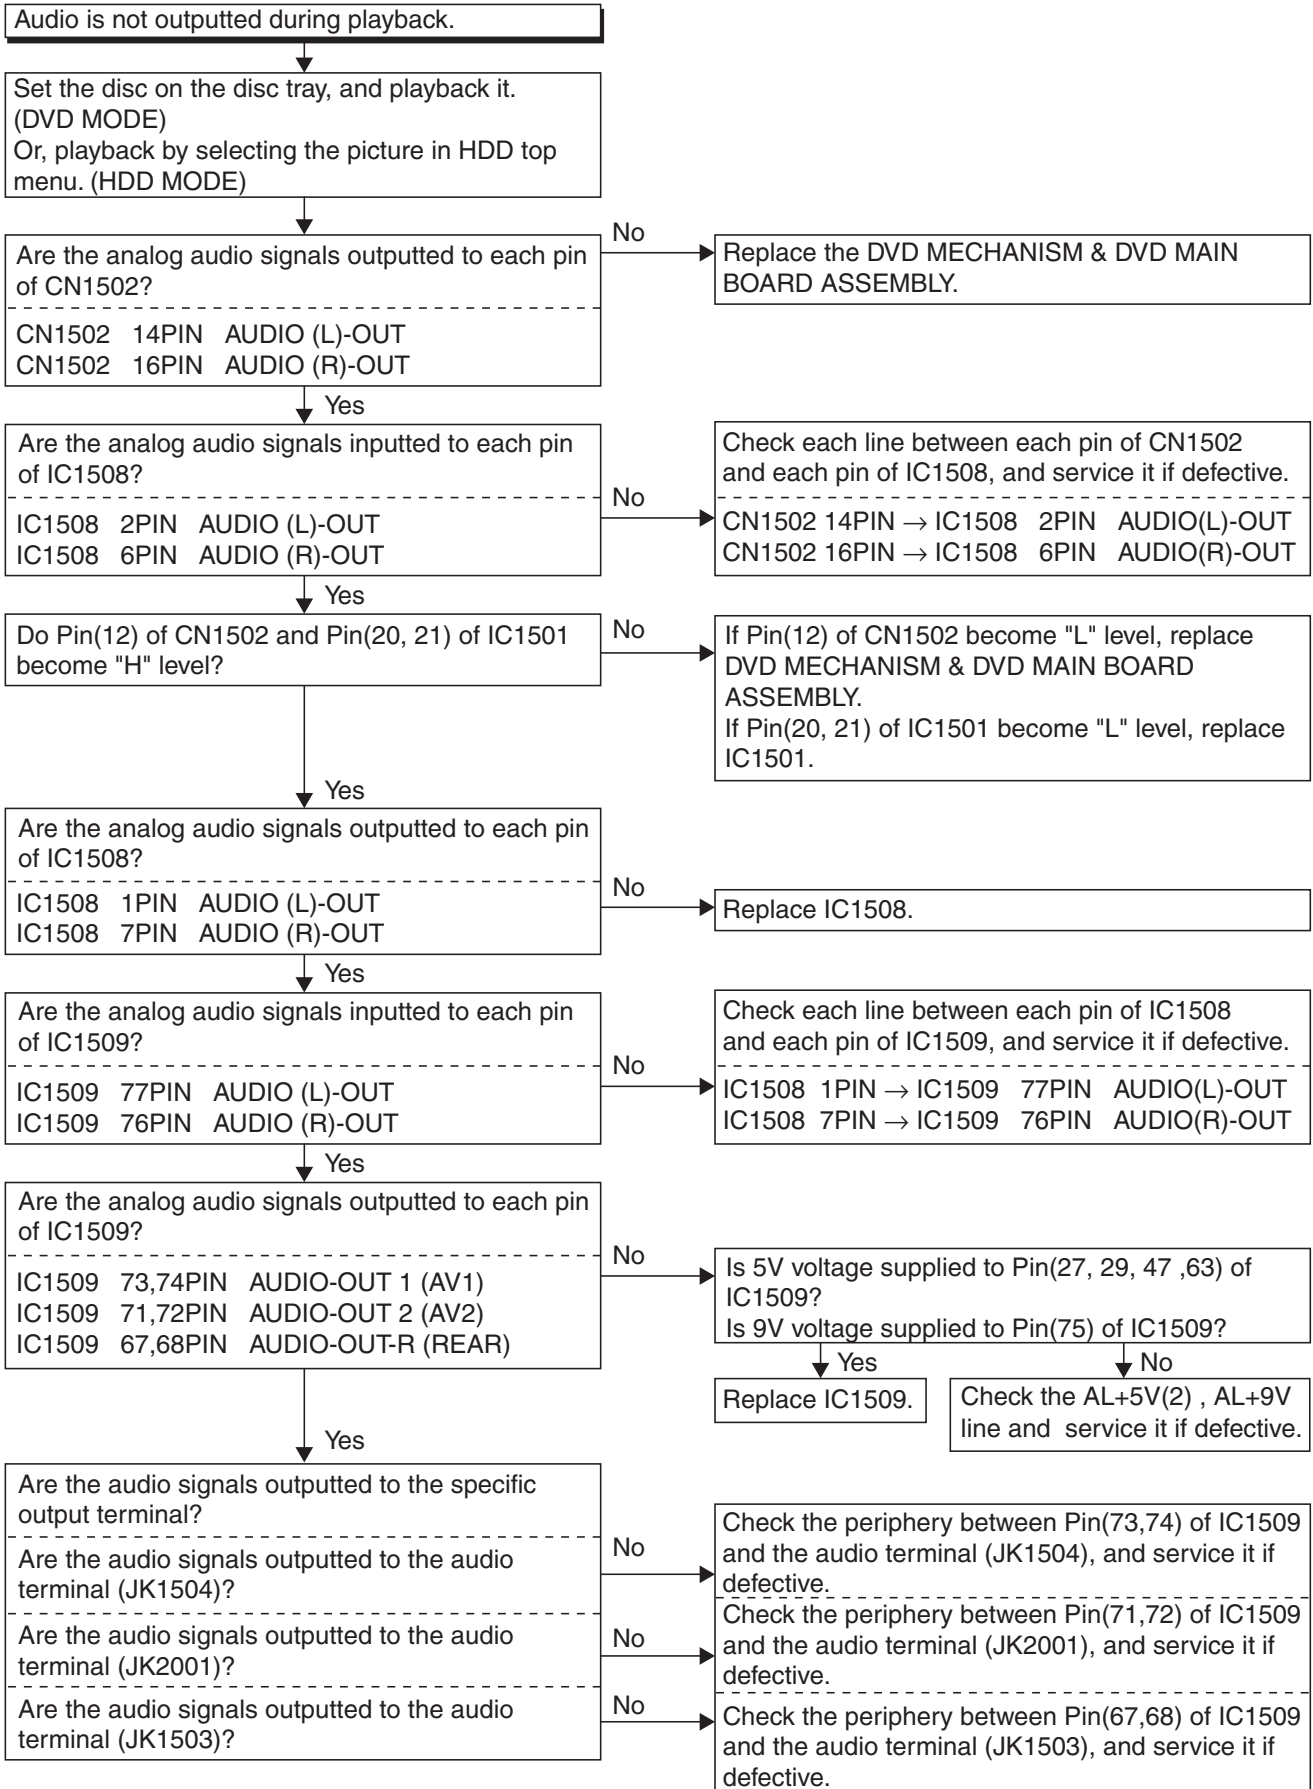 Audio is not outputted during playback.
Set the disc on the disc tray, and playback it.
(DVD MODE)
Or, playback by selecting the picture in HDD top
menu. (HDD MODE)
Are the analog audio signals outputted to each pin
of CN1502?
CN1502 14PIN AUDIO (L)-OUT
CN1502 16PIN AUDIO (R)-OUT
No
Replace the DVD MECHANISM & DVD MAIN
BOARD ASSEMBLY.
Yes
Are the analog audio signals inputted to each pin
of IC1508?
IC1508 2PIN AUDIO (L)-OUT
IC1508 6PIN AUDIO (R)-OUT
No
Check each line between each pin of CN1502
and each pin of IC1508, and service it if defective.
CN1502 14PIN → IC1508 2PIN AUDIO(L)-OUT
CN1502 16PIN → IC1508 6PIN AUDIO(R)-OUT
Yes
Do Pin(12) of CN1502 and Pin(20, 21) of IC1501
become "H" level?
No
If Pin(12) of CN1502 become "L" level, replace
DVD MECHANISM & DVD MAIN BOARD
ASSEMBLY.
If Pin(20, 21) of IC1501 become "L" level, replace
IC1501.
Yes
Are the analog audio signals outputted to each pin
of IC1508?
IC1508 1PIN AUDIO (L)-OUT
IC1508 7PIN AUDIO (R)-OUT
No
Replace IC1508.
Yes
Are the analog audio signals inputted to each pin
of IC1509?
IC1509 77PIN AUDIO (L)-OUT
IC1509 76PIN AUDIO (R)-OUT
No
Check each line between each pin of IC1508
and each pin of IC1509, and service it if defective.
IC1508 1PIN → IC1509 77PIN AUDIO(L)-OUT
IC1508 7PIN → IC1509 76PIN AUDIO(R)-OUT
Yes
Are the analog audio signals outputted to each pin
of IC1509?
IC1509 73,74PIN AUDIO-OUT 1 (AV1)
IC1509 71,72PIN AUDIO-OUT 2 (AV2)
IC1509 67,68PIN AUDIO-OUT-R (REAR)
No
Is 5V voltage supplied to Pin(27, 29, 47 ,63) of
IC1509?
Is 9V voltage supplied to Pin(75) of IC1509?
Yes
No
Replace IC1509.
Check the AL+5V(2) , AL+9V
line and service it if defective.
Yes
Are the audio signals outputted to the specific
output terminal?
Are the audio signals outputted to the audio
terminal (JK1504)?
No
Check the periphery between Pin(73,74) of IC1509
and the audio terminal (JK1504), and service it if
defective.
Are the audio signals outputted to the audio
terminal (JK2001)?
No
Check the periphery between Pin(71,72) of IC1509
and the audio terminal (JK2001), and service it if
defective.
Are the audio signals outputted to the audio
terminal (JK1503)?
No
Check the periphery between Pin(67,68) of IC1509
and the audio terminal (JK1503), and service it if
defective.